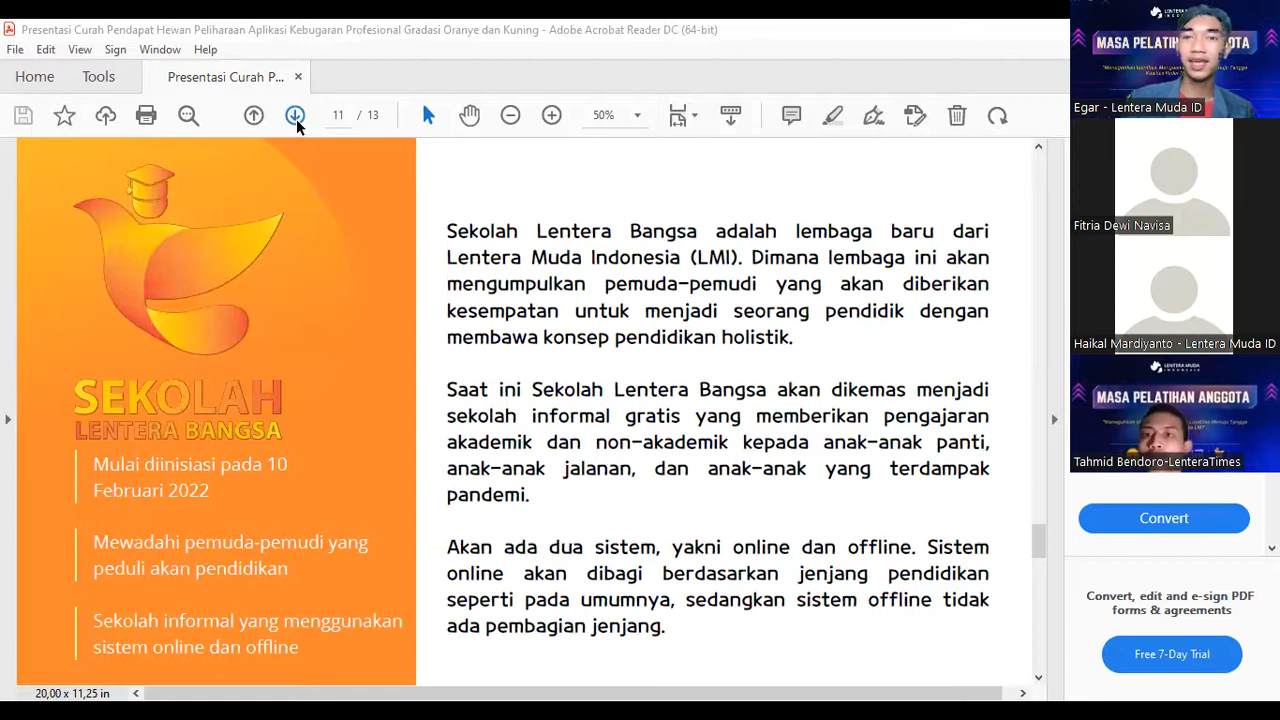 Presentasi Curah Pendapat Hewan Peliharaan Aplikasi Kebugaran Profesional Gradasi Oranye dan Kuning - Adobe Acrobat Reader DC (64-bit)
File Edit View Sign Window Help
Home Tools Presentasi Curah P... ×
11 / 13 50%
SEKOLAH
LENTERA BANGSA
Mulai diinisiasi pada 10
Februari 2022
Mewadahi pemuda-pemudi yang
peduli akan pendidikan
Sekolah informal yang menggunakan
sistem online dan offline
Sekolah Lentera Bangsa adalah lembaga baru dari
Lentera Muda Indonesia (LMI). Dimana lembaga ini akan
mengumpulkan pemuda-pemudi yang akan diberikan
kesempatan untuk menjadi seorang pendidik dengan
membawa konsep pendidikan holistik.
Saat ini Sekolah Lentera Bangsa akan dikemas menjadi
sekolah informal gratis yang memberikan pengajaran
akademik dan non-akademik kepada anak-anak panti,
anak-anak jalanan, dan anak-anak yang terdampak
pandemi.
Akan ada dua sistem, yakni online dan offline. Sistem
online akan dibagi berdasarkan jenjang pendidikan
seperti pada umumnya, sedangkan sistem offline tidak
ada pembagian jenjang.
20,00 x 11,25 in
LENTERA MUDA
MASA PELATIHAN
Egar - Lentera Muda ID
Fitria Dewi Navisa
Haikal Mardiyanto - Lentera Muda ID
LENTERA MUDA
INDONESIA
MASA PELATIHAN ANGGOTA
Tahmid Bendoro-LenteraTimes
Convert
Convert, edit and e-sign PDF
forms & agreements
Free 7-Day Trial